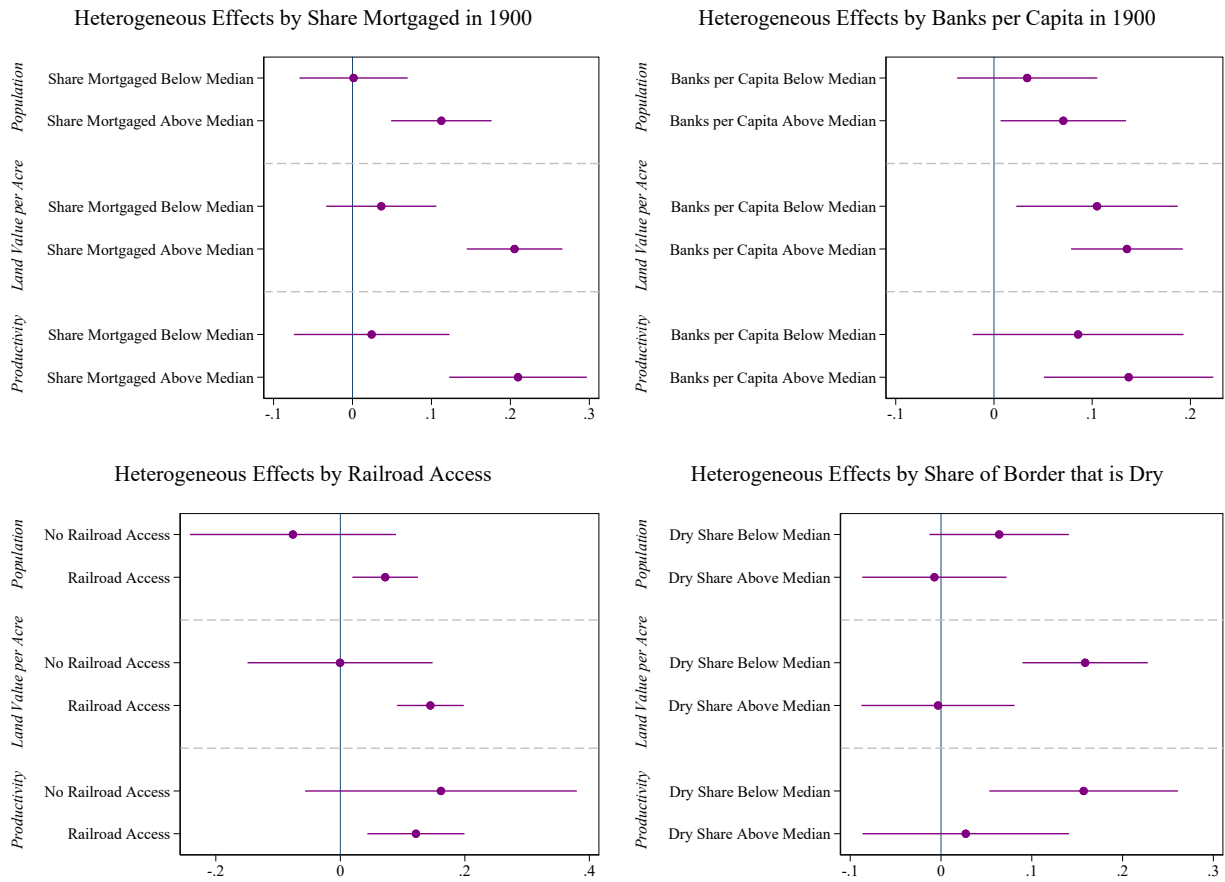 Heterogeneous Effects by Share Mortgaged in 1900
Population
Share Mortgaged Below Median
Share Mortgaged Above Median
Land Value per Acre
Share Mortgaged Below Median
Share Mortgaged Above Median
Productivity
Share Mortgaged Below Median
Share Mortgaged Above Median
-.1 0 .1 .2 .3
Heterogeneous Effects by Banks per Capita in 1900
Population
Banks per Capita Below Median
Banks per Capita Above Median
Land Value per Acre
Banks per Capita Below Median
Banks per Capita Above Median
Productivity
Banks per Capita Below Median
Banks per Capita Above Median
-.1 0 .1 .2
Heterogeneous Effects by Railroad Access
Population
No Railroad Access
Railroad Access
Land Value per Acre
No Railroad Access
Railroad Access
Productivity
No Railroad Access
Railroad Access
-.2 0 .2 .4
Heterogeneous Effects by Share of Border that is Dry
Population
Dry Share Below Median
Dry Share Above Median
Land Value per Acre
Dry Share Below Median
Dry Share Above Median
Productivity
Dry Share Below Median
Dry Share Above Median
-.1 0 .1 .2 .3